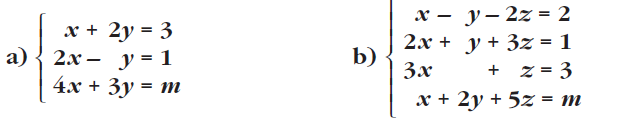 a) x + 2y = 3
2x – y = 1
4x + 3y = m
b) x – y – 2z = 2
2x + y + 3z = 1
3x + z = 3
x + 2y + 5z = m